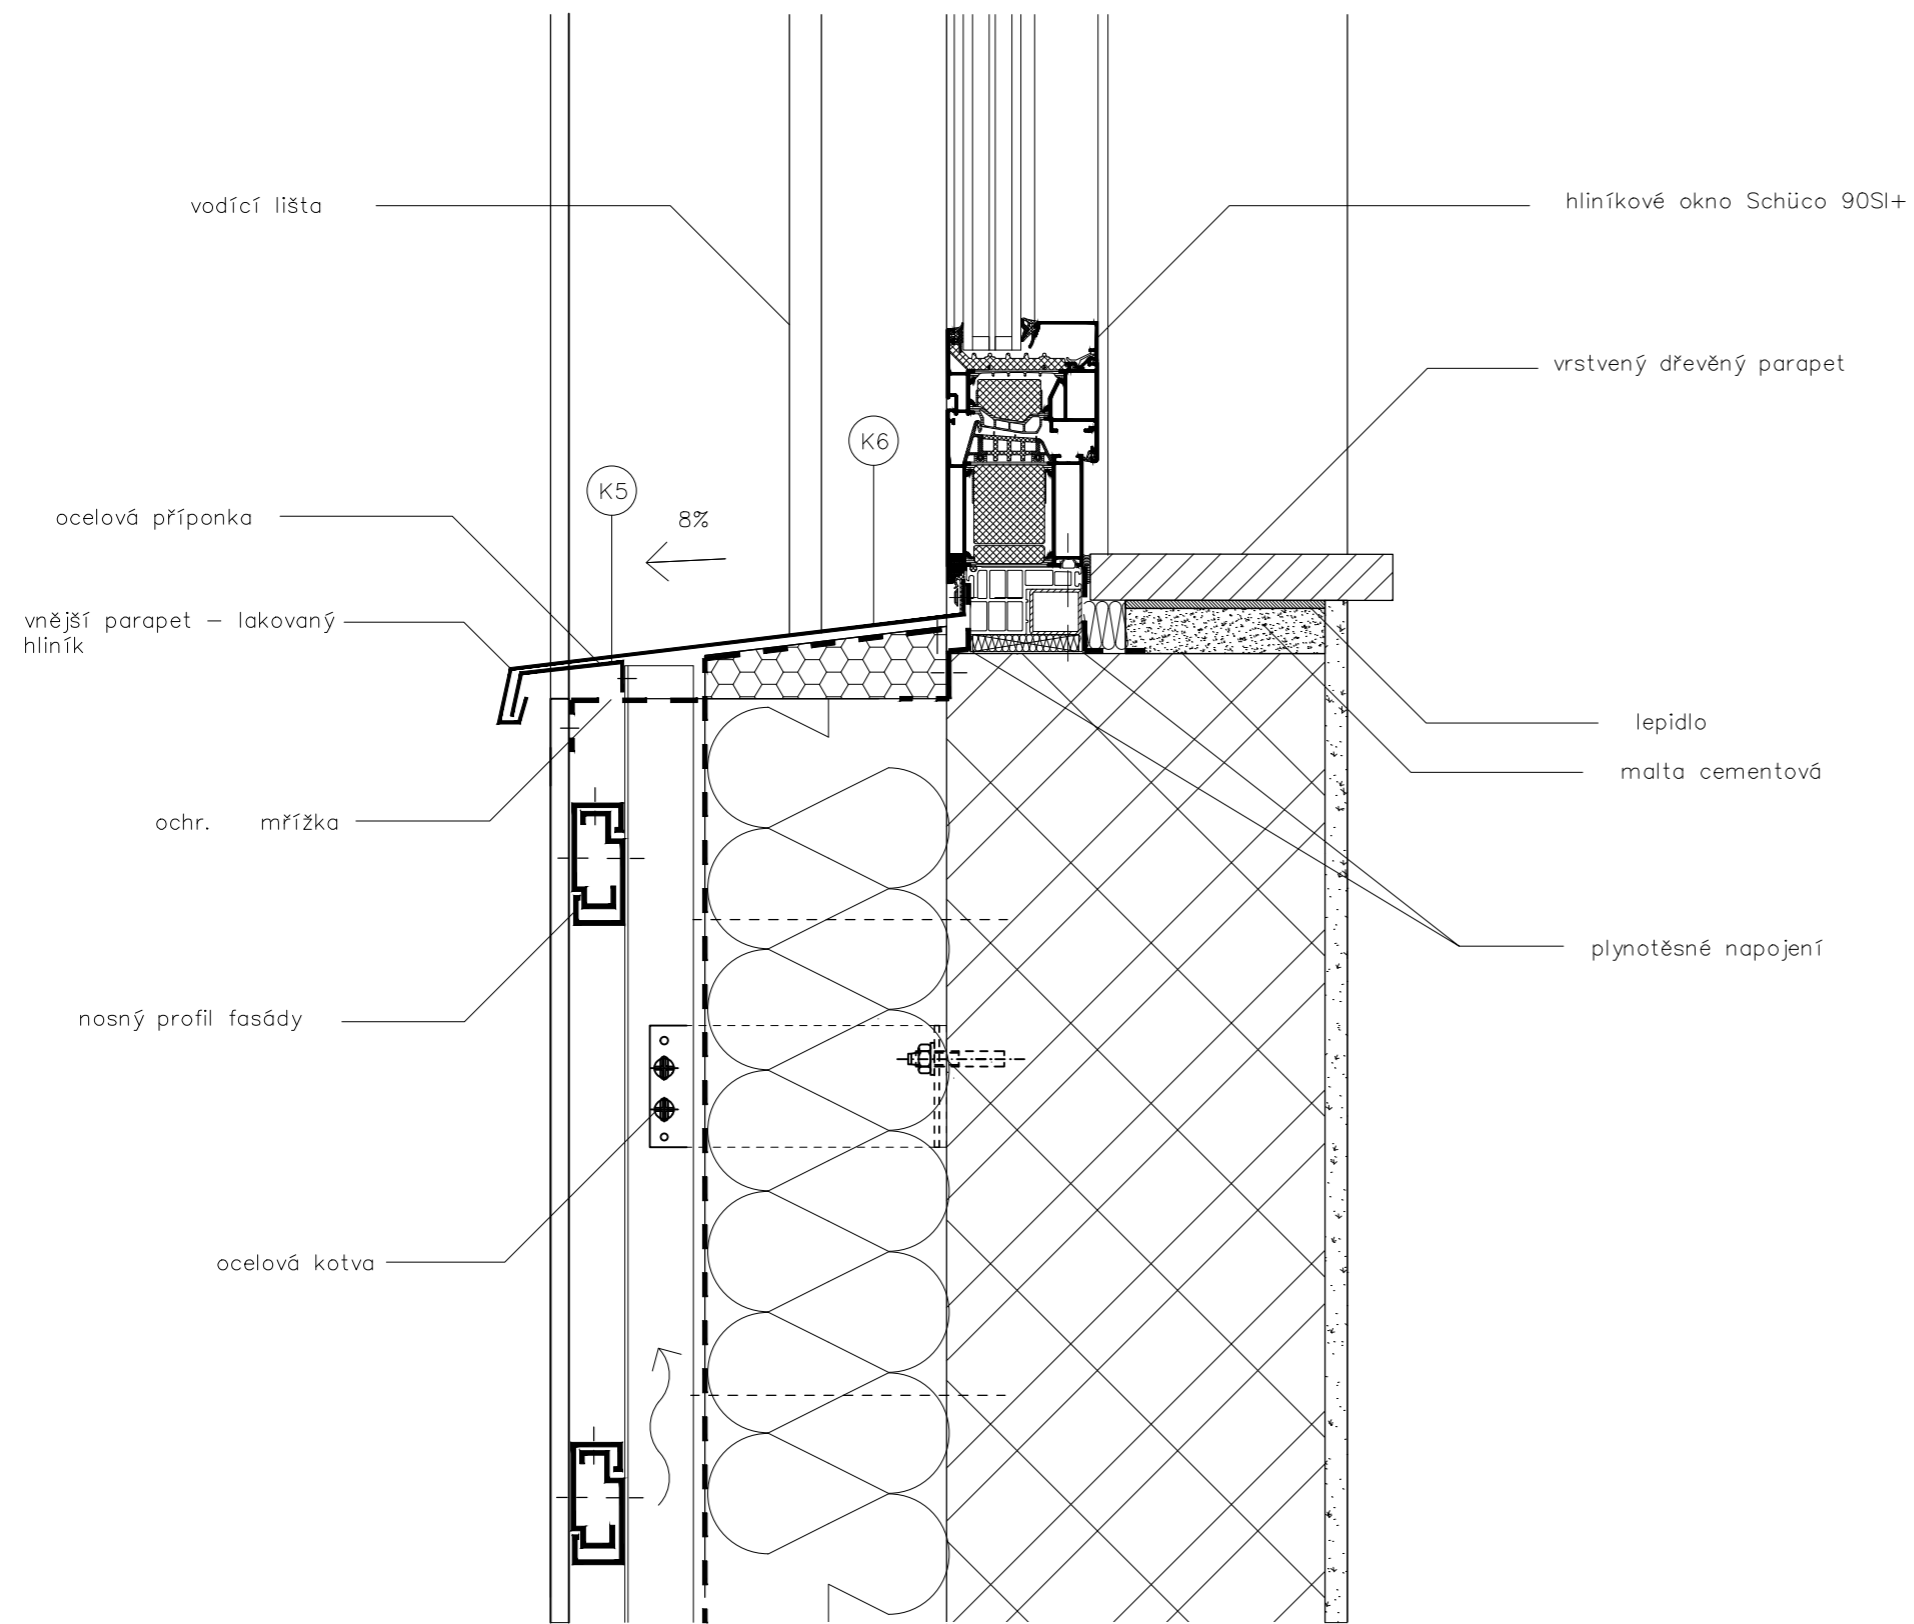 vodící lišta
hliníkové okno Schüco 90SI+
vrstvený dřevěný parapet
K6
K5
ocelová příponka
8%
vnější parapet – lakovaný
hliník
lepidlo
malta cementová
ochr. mřížka
plynotěsné napojení
nosný profil fasády
ocelová kotva